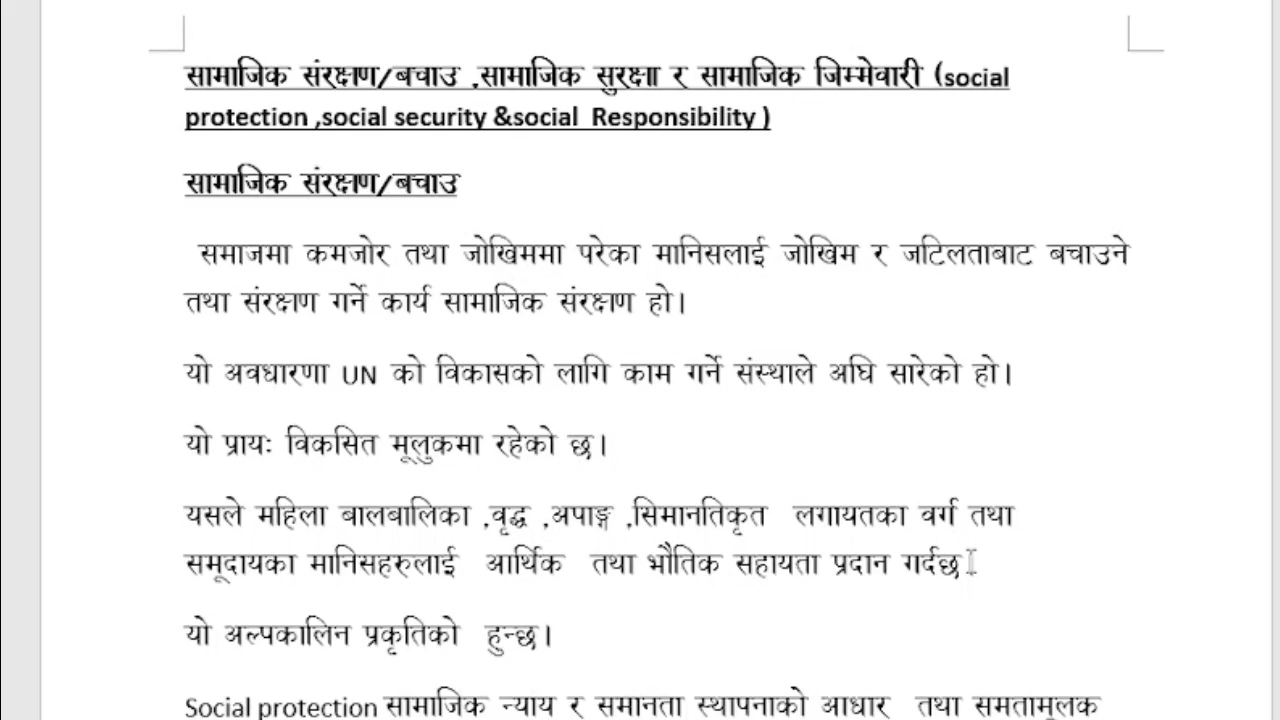 सामाजिक संरक्षण/बचाउ ,सामाजिक सुरक्षा र सामाजिक जिम्मेवारी (social
protection ,social security &social Responsibility )
सामाजिक संरक्षण/बचाउ
समाजमा कमजोर तथा जोखिममा परेका मानिसलाई जोखिम र जटिलताबाट बचाउने
तथा संरक्षण गर्ने कार्य सामाजिक संरक्षण हो।
यो अवधारणा UN को विकासको लागि काम गर्ने संस्थाले अघि सारेको हो।
यो प्रायः विकसित मूलुकमा रहेको छ।
यसले महिला बालबालिका ,वृद्ध ,अपाङ्ग ,सिमानतिकृत लगायतका वर्ग तथा
समूदायका मानिसहरुलाई आर्थिक तथा भौतिक सहायता प्रदान गर्दछ
यो अल्पकालिन प्रकृतिको हुन्छ।
Social protection सामाजिक न्याय र समानता स्थापनाको आधार तथा समतामूलक